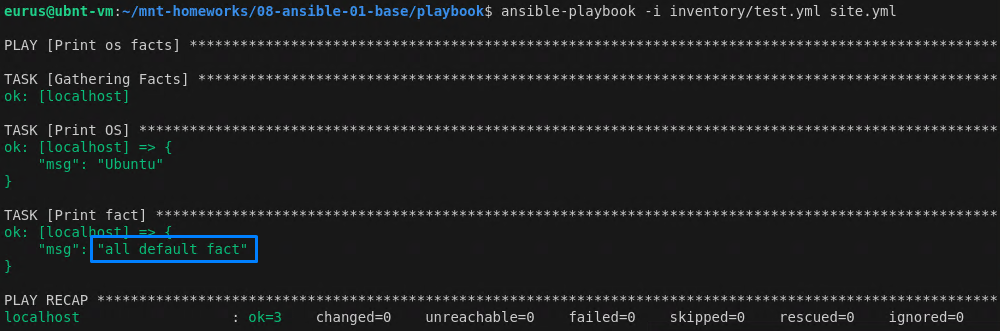 eurus@ubnt-vm:~/mnt-homeworks/08-ansible-01-base/playbook$ ansible-playbook -i inventory/test.yml site.yml
PLAY [Print os facts] ************************************************************************************************
TASK [Gathering Facts] ***********************************************************************************************
ok: [localhost]
TASK [Print OS] ******************************************************************************************************
ok: [localhost] => {
    "msg": "Ubuntu"
}
TASK [Print fact] ****************************************************************************************************
ok: [localhost] => {
    "msg": "all default fact"
}
PLAY RECAP ***********************************************************************************************************
localhost                  : ok=3    changed=0    unreachable=0    failed=0    skipped=0    rescued=0    ignored=0